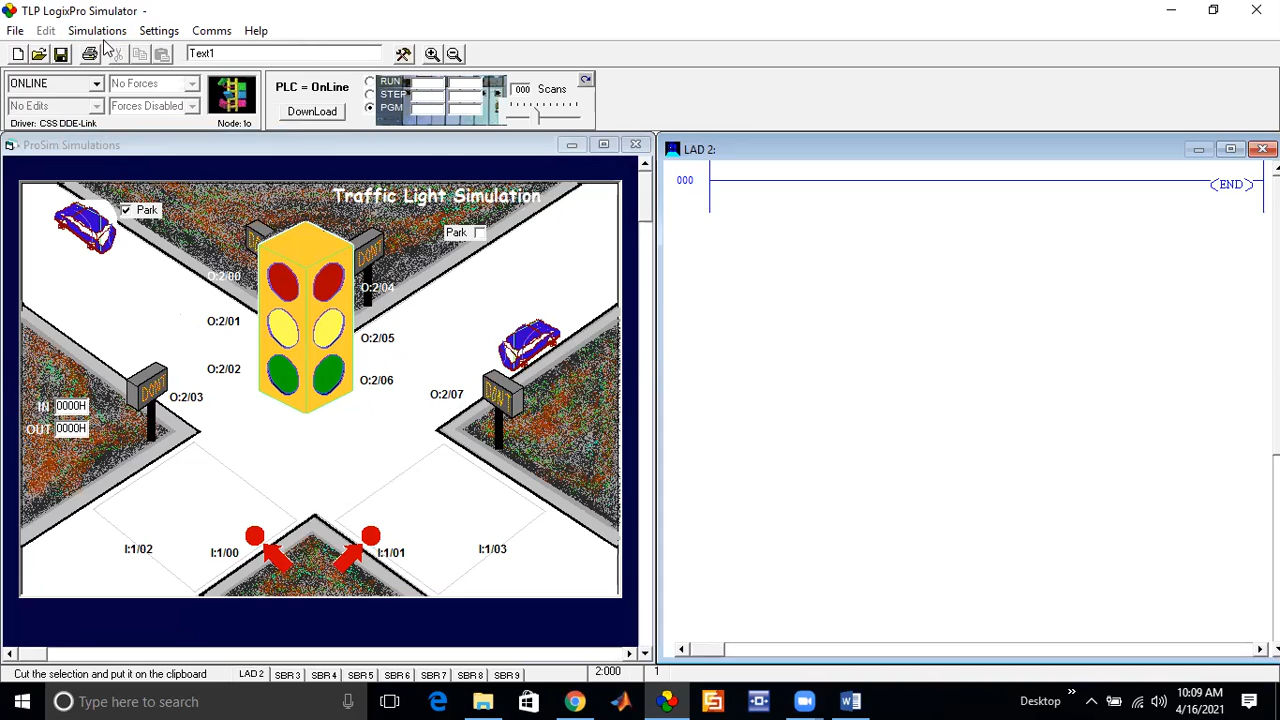 TLP LogixPro Simulator -
File Edit Simulations Settings Comms Help
Text1
ONLINE No Forces
No Edits Forces Disabled
Driver: CSS DDE-Link Node: 1o
PLC = OnLine
DownLoad
RUN
STEP
PGM
000 Scans
ProSim Simulations
Traffic Light Simulation
Park
Park
O:2/00
O:2/04
O:2/01
O:2/05
O:2/02
O:2/06
O:2/03
O:2/07
DONT
DONT
DONT
IN 0000H
OUT 0000H
I:1/02
I:1/00
I:1/01
I:1/03
LAD 2:
000
END
Cut the selection and put it on the clipboard
LAD 2 SBR 3 SBR 4 SBR 5 SBR 6 SBR 7 SBR 8 SBR 9
2:000
1
Type here to search
Desktop
10:09 AM
4/16/2021